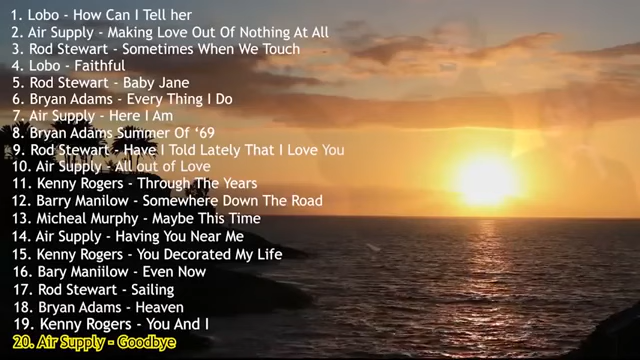 1. Lobo - How Can I Tell her
2. Air Supply - Making Love Out Of Nothing At All
3. Rod Stewart - Sometimes When We Touch
4. Lobo - Faithful
5. Rod Stewart - Baby Jane
6. Bryan Adams - Every Thing I Do
7. Air Supply - Here I Am
8. Bryan Adams Summer Of ‘69
9. Rod Stewart - Have I Told Lately That I Love You
10. Air Supply - All out of Love
11. Kenny Rogers - Through The Years
12. Barry Manilow - Somewhere Down The Road
13. Micheal Murphy - Maybe This Time
14. Air Supply - Having You Near Me
15. Kenny Rogers - You Decorated My Life
16. Bary Maniilow - Even Now
17. Rod Stewart - Sailing
18. Bryan Adams - Heaven
19. Kenny Rogers - You And I
20. Air Supply - Goodbye